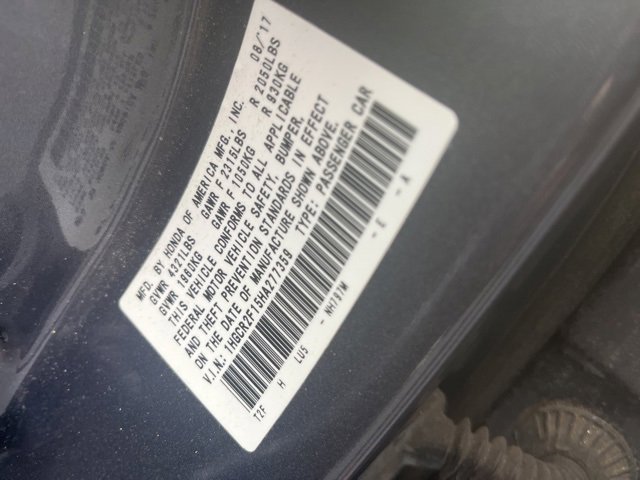 MFD. BY HONDA OF AMERICA MFG., INC. 08/'17
GVWR 4321LBS GAWR F 2315LBS R 2050LBS
GVWR 1960KG GAWR F 1050KG R 930KG
THIS VEHICLE CONFORMS TO ALL APPLICABLE
FEDERAL MOTOR VEHICLE SAFETY, BUMPER,
AND THEFT PREVENTION STANDARDS IN EFFECT
ON THE DATE OF MANUFACTURE SHOWN ABOVE.
V.I.N.: 1HGCR2F15HA277359 TYPE: PASSENGER CAR
T2F H LU5 - NH797M - E - A